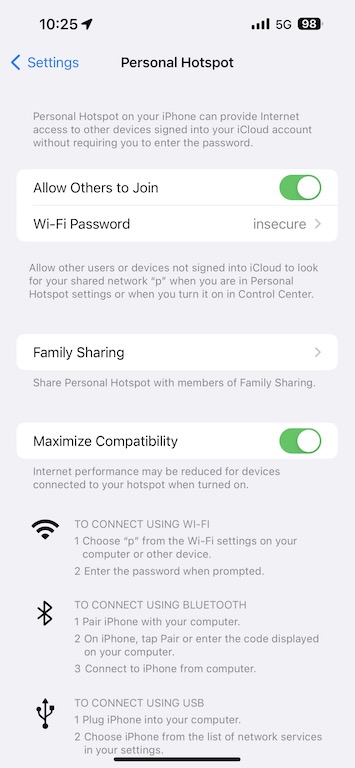 10:25 5G 98
Settings Personal Hotspot
Personal Hotspot on your iPhone can provide Internet
access to other devices signed into your iCloud account
without requiring you to enter the password.
Allow Others to Join
Wi-Fi Password insecure
Allow other users or devices not signed into iCloud to look
for your shared network “p” when you are in Personal
Hotspot settings or when you turn it on in Control Center.
Family Sharing
Share Personal Hotspot with members of Family Sharing.
Maximize Compatibility
Internet performance may be reduced for devices
connected to your hotspot when turned on.
TO CONNECT USING WI-FI
1 Choose “p” from the Wi-Fi settings on your
computer or other device.
2 Enter the password when prompted.
TO CONNECT USING BLUETOOTH
1 Pair iPhone with your computer.
2 On iPhone, tap Pair or enter the code displayed
on your computer.
3 Connect to iPhone from computer.
TO CONNECT USING USB
1 Plug iPhone into your computer.
2 Choose iPhone from the list of network services
in your settings.